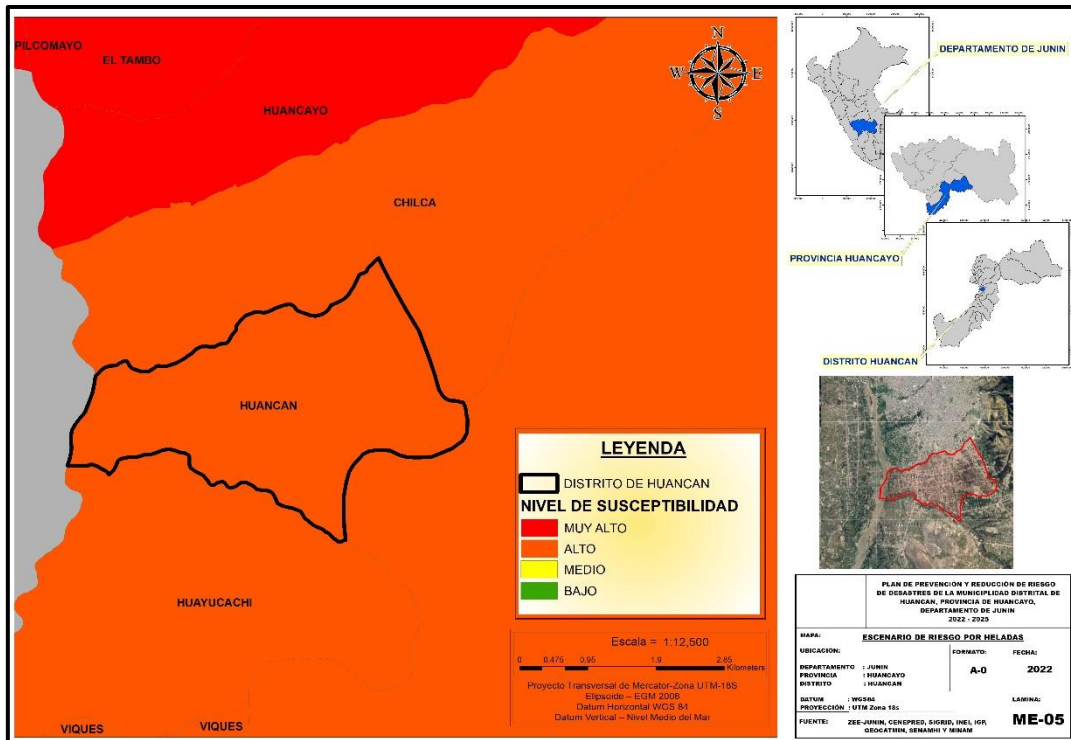 PILCOMAYO
EL TAMBO
HUANCAYO
CHILCA
HUANCAN
HUAYUCACHI
VIQUES
VIQUES
N
W E
S
LEYENDA
DISTRITO DE HUANCAN
NIVEL DE SUSCEPTIBILIDAD
MUY ALTO
ALTO
MEDIO
BAJO
Escala = 1:12,500
0 0.475 0.95 1.9 2.85
Kilometers
Proyecto Transversal de Mercator-Zona UTM-18S
Elipsoide – EGM 2008
Datum Horizontal WGS 84
Datum Vertical – Nivel Medio del Mar
DEPARTAMENTO DE JUNIN
PROVINCIA HUANCAYO
DISTRITO HUANCAN
PLAN DE PREVENCION Y REDUCCIÓN DE RIESGO
DE DESASTRES DE LA MUNICIPLIDAD DISTRITAL DE
HUANCAN, PROVINCIA DE HUANCAYO,
DEPARTAMENTO DE JUNIN
2022 - 2025
MAPA: ESCENARIO DE RIESGO POR HELADAS
UBICACIÓN: FORMATO: FECHA:
DEPARTAMENTO : JUNIN
PROVINCIA : HUANCAYO
DISTRITO : HUANCAN
A-0 2022
DATUM : WGS84
PROYECCIÓN : UTM Zona 18s
LAMINA:
FUENTE: ZEE-JUNIN, CENEPRED, SIGRID, INEI, IGP,
GEOCATMIN, SENAMHI Y MINAM
ME-05